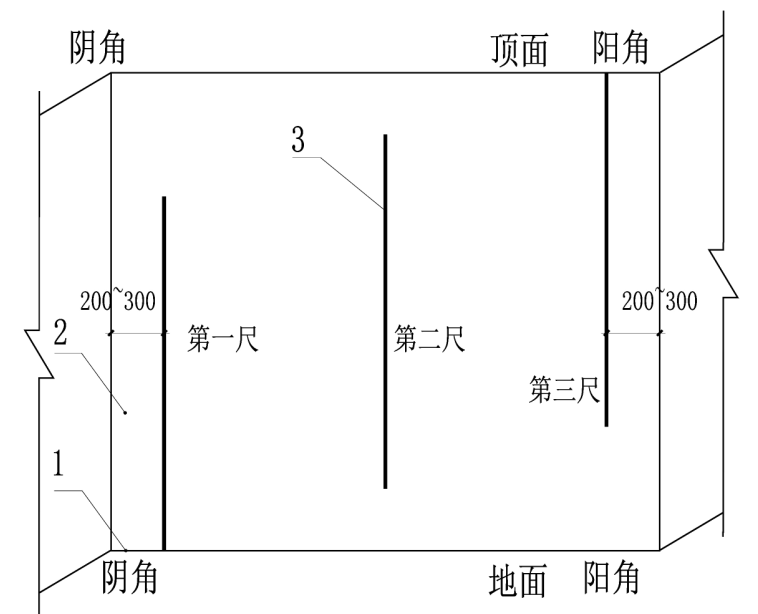 阴角
顶面
阳角
3
200~300
200~300
2
第一尺
第二尺
第三尺
1
阴角
地面
阳角